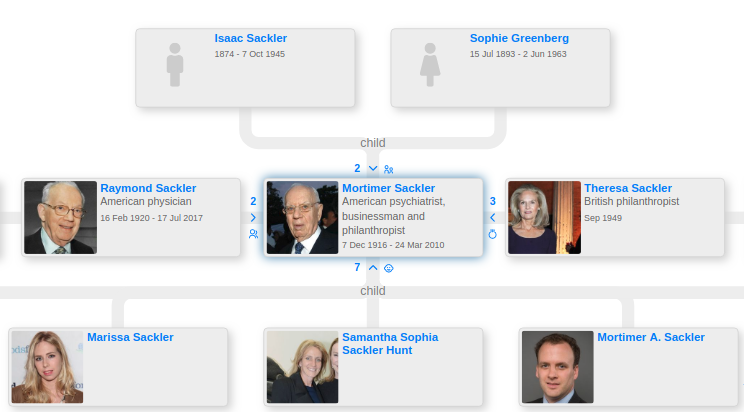 Isaac Sackler
1874 - 7 Oct 1945
Sophie Greenberg
15 Jul 1893 - 2 Jun 1963
child
2
Raymond Sackler
American physician
16 Feb 1920 - 17 Jul 2017
2
Mortimer Sackler
American psychiatrist,
businessman and
philanthropist
7 Dec 1916 - 24 Mar 2010
3
Theresa Sackler
British philanthropist
Sep 1949
7
child
Marissa Sackler
Samantha Sophia
Sackler Hunt
Mortimer A. Sackler